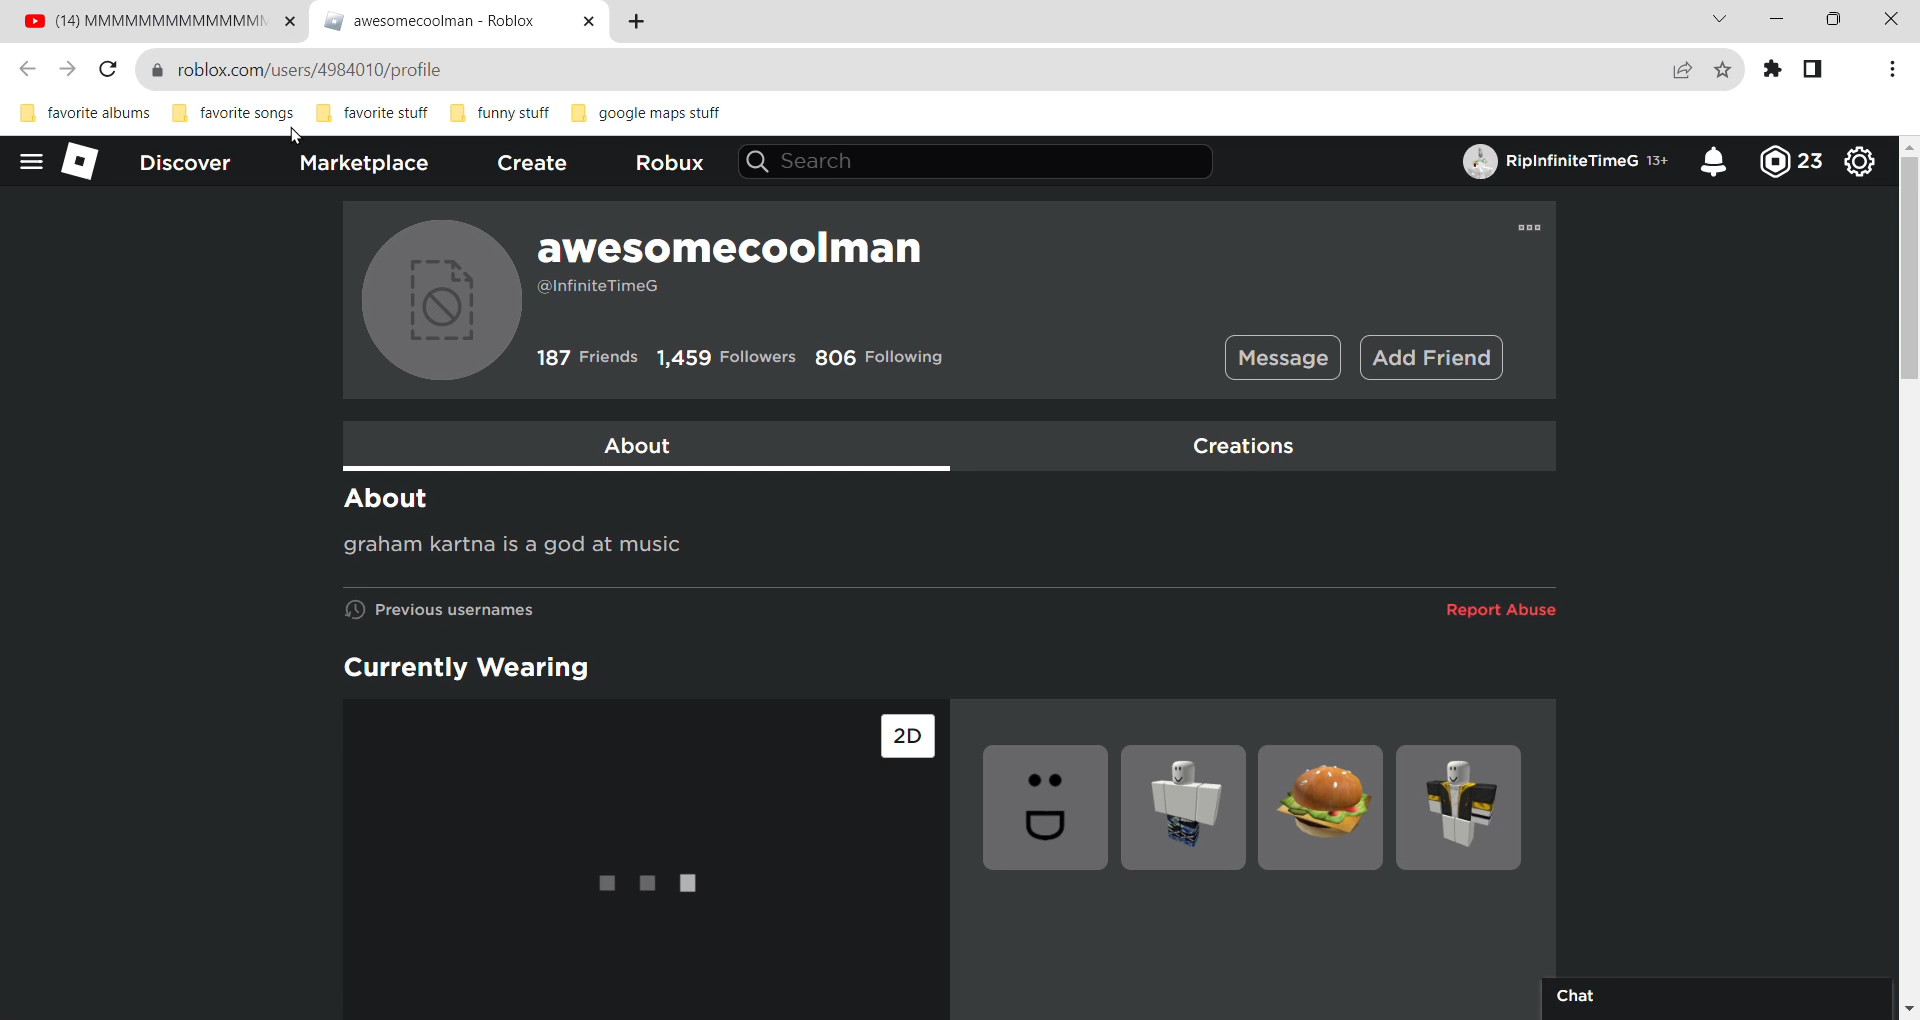 (14) MMMMMMMMMMMMMM
awesomecoolman - Roblox
roblox.com/users/4984010/profile
favorite albums
favorite songs
favorite stuff
funny stuff
google maps stuff
Discover
Marketplace
Create
Robux
Search
RipInfiniteTimeG 13+
23
awesomecoolman
@InfiniteTimeG
187 Friends 1,459 Followers 806 Following
Message
Add Friend
About
Creations
About
graham kartna is a god at music
Previous usernames
Report Abuse
Currently Wearing
2D
Chat